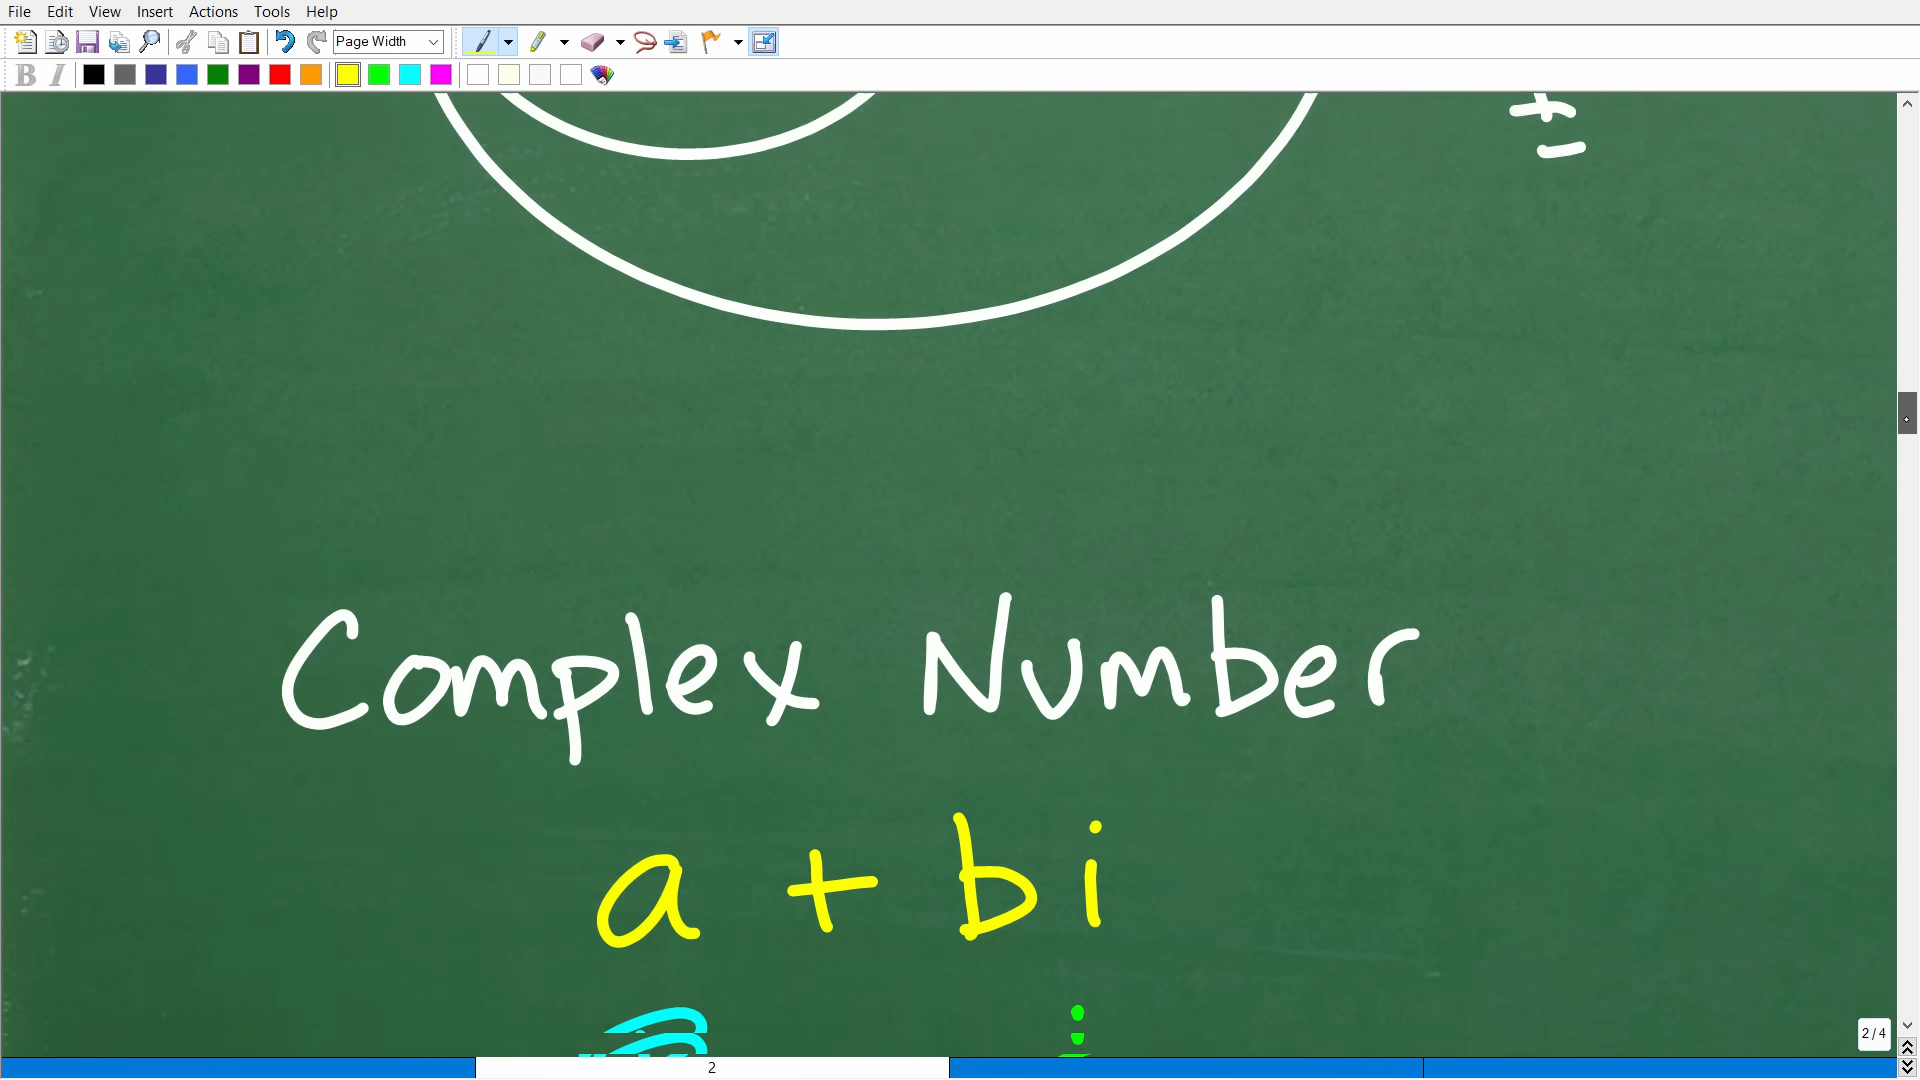 File Edit View Insert Actions Tools Help
Page Width
B I
Complex Number
a + bi
2 / 4
2